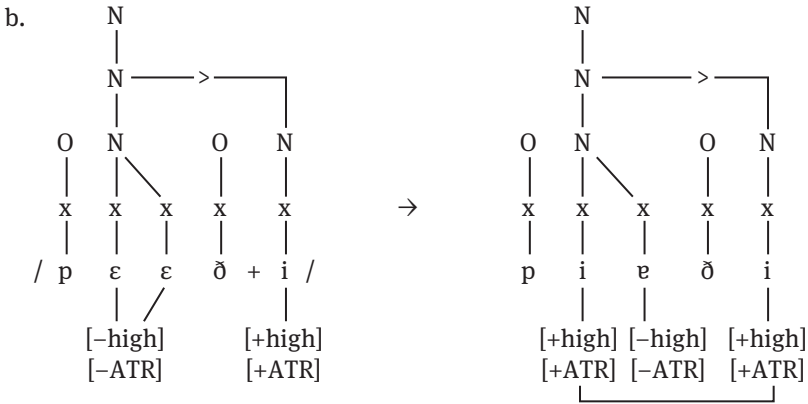 b. N N
N > N >
O N O N O N O N
x x x x x → x x x x x
/ p ɛ ɛ ð + i / p i ɐ ð i
[–high] [+high] [+high] [–high] [+high]
[–ATR] [+ATR] [+ATR] [–ATR] [+ATR]